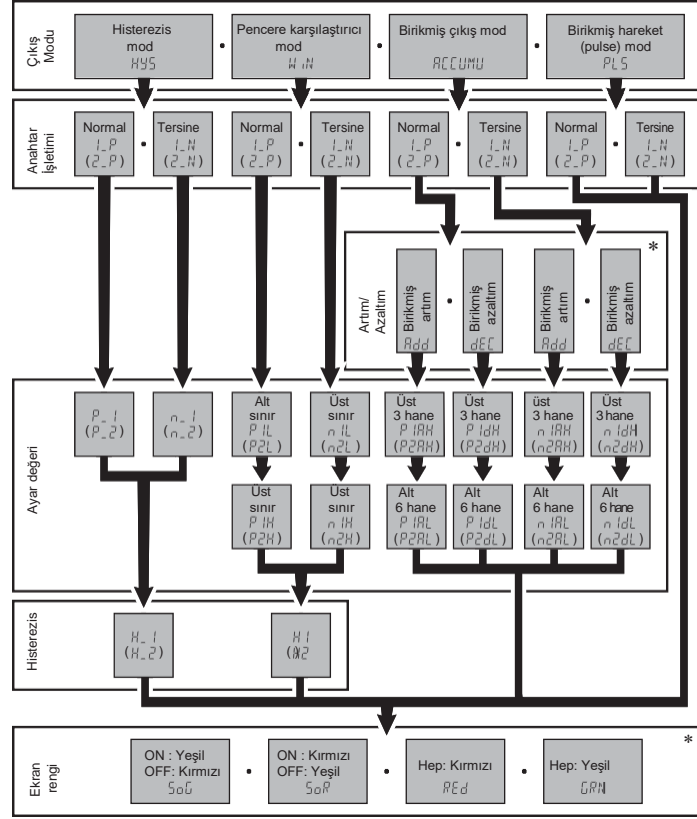 Çıkış
Modu
Histerezis
mod
HYS
Pencere karşılaştırıcı
mod
WiN
Birikmiş çıkış mod
ACCUMU
Birikmiş hareket
(pulse) mod
PLS
Anahtar
İşletimi
Normal
1_P
(2_P)
Tersine
1_N
(2_N)
Normal
1_P
(2_P)
Tersine
1_N
(2_N)
Normal
1_P
(2_P)
Tersine
1_N
(2_N)
Normal
1_P
(2_P)
Tersine
1_N
(2_N)
Artım/
Azaltım
Birikmiş
artım
Add
Birikmiş
azaltım
dEC
Birikmiş
artım
Add
Birikmiş
azaltım
dEC
*
Ayar değeri
P_1
(P_2)
n_1
(n_2)
Alt
sınır
P1L
(P2L)
Üst
sınır
n1L
(n2L)
Üst
3 hane
P1AH
(P2AH)
Üst
3 hane
P1dH
(P2dH)
üst
3 hane
n1AH
(n2AH)
Üst
3 hane
n1dH
(n2dH)
Üst
sınır
P1H
(P2H)
Üst
sınır
n1H
(n2H)
Alt
6 hane
P1AL
(P2AL)
Alt
6 hane
P1dL
(P2dL)
Alt
6 hane
n1AL
(n2AL)
Alt
6 hane
n1dL
(n2dL)
Histerezis
H_1
(H_2)
H1
Ekran
rengi
ON : Yeşil
OFF: Kırmızı
SoG
ON : Kırmızı
OFF: Yeşil
SoR
Hep: Kırmızı
REd
Hep: Yeşil
GRN
*